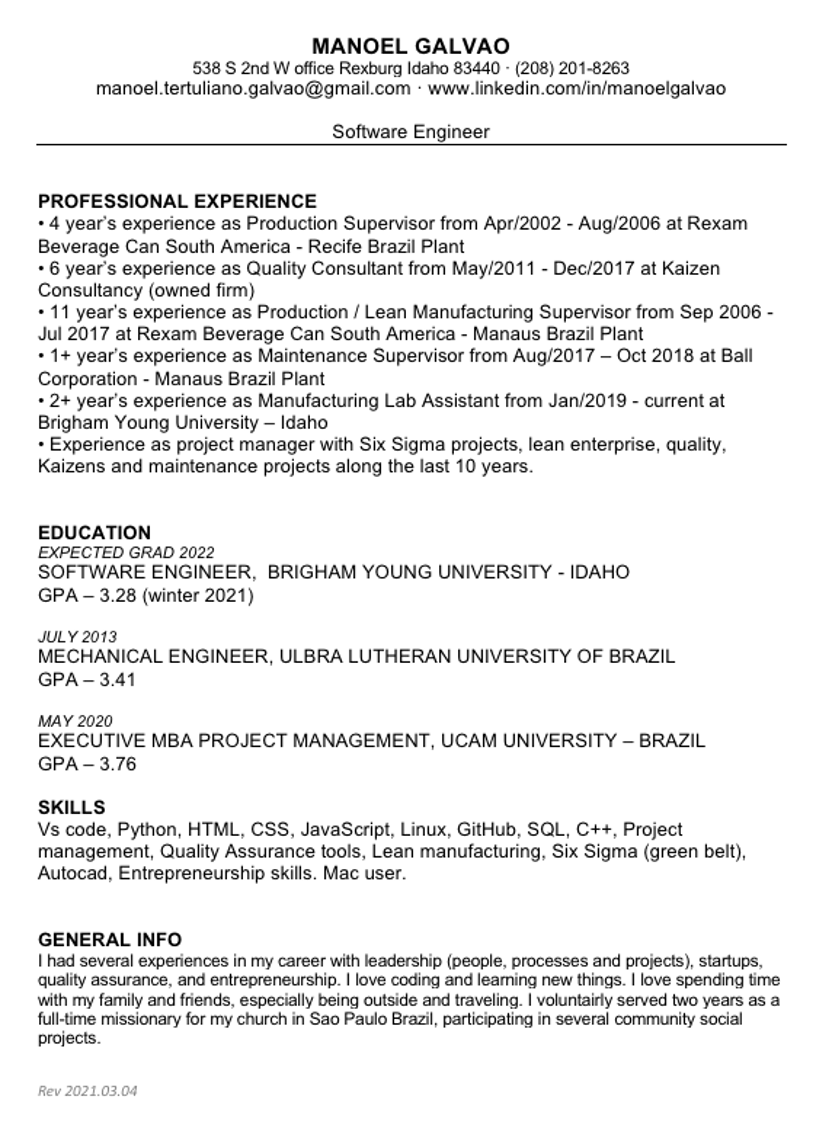 MANOEL GALVAO
538 S 2nd W office Rexburg Idaho 83440 · (208) 201-8263
manoel.tertuliano.galvao@gmail.com · www.linkedin.com/in/manoelgalvao
Software Engineer
PROFESSIONAL EXPERIENCE
• 4 year’s experience as Production Supervisor from Apr/2002 - Aug/2006 at Rexam
Beverage Can South America - Recife Brazil Plant
• 6 year’s experience as Quality Consultant from May/2011 - Dec/2017 at Kaizen
Consultancy (owned firm)
• 11 year’s experience as Production / Lean Manufacturing Supervisor from Sep 2006 -
Jul 2017 at Rexam Beverage Can South America - Manaus Brazil Plant
• 1+ year’s experience as Maintenance Supervisor from Aug/2017 – Oct 2018 at Ball
Corporation - Manaus Brazil Plant
• 2+ year’s experience as Manufacturing Lab Assistant from Jan/2019 - current at
Brigham Young University – Idaho
• Experience as project manager with Six Sigma projects, lean enterprise, quality,
Kaizens and maintenance projects along the last 10 years.
EDUCATION
EXPECTED GRAD 2022
SOFTWARE ENGINEER,  BRIGHAM YOUNG UNIVERSITY - IDAHO
GPA – 3.28 (winter 2021)
JULY 2013
MECHANICAL ENGINEER, ULBRA LUTHERAN UNIVERSITY OF BRAZIL
GPA – 3.41
MAY 2020
EXECUTIVE MBA PROJECT MANAGEMENT, UCAM UNIVERSITY – BRAZIL
GPA – 3.76
SKILLS
Vs code, Python, HTML, CSS, JavaScript, Linux, GitHub, SQL, C++, Project
management, Quality Assurance tools, Lean manufacturing, Six Sigma (green belt),
Autocad, Entrepreneurship skills. Mac user.
GENERAL INFO
I had several experiences in my career with leadership (people, processes and projects), startups,
quality assurance, and entrepreneurship. I love coding and learning new things. I love spending time
with my family and friends, especially being outside and traveling. I voluntairly served two years as a
full-time missionary for my church in Sao Paulo Brazil, participating in several community social
projects.
Rev 2021.03.04